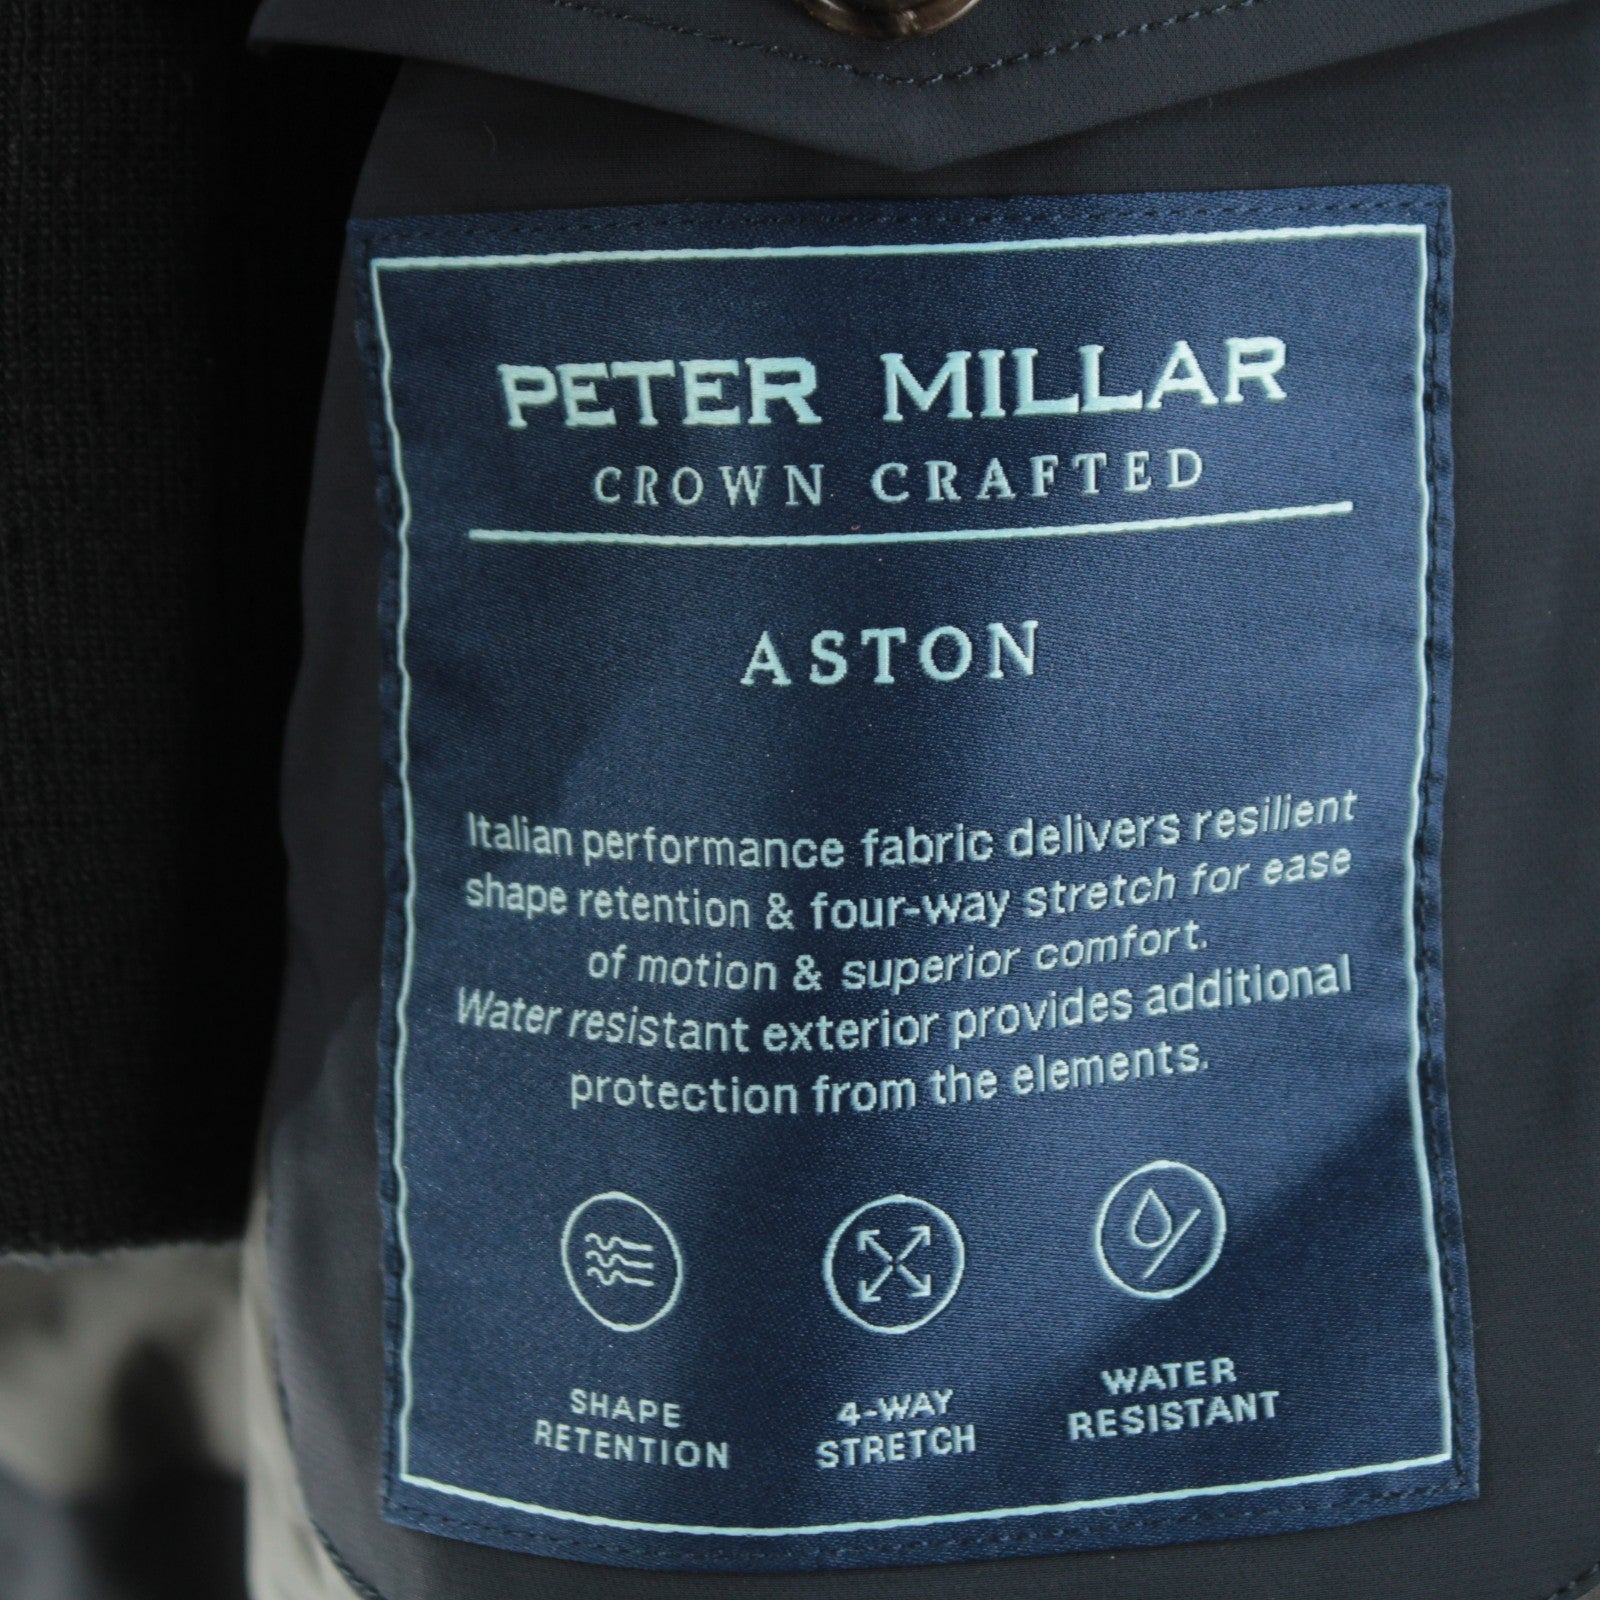 PETER MILLAR
CROWN CRAFTED
ASTON
Italian performance fabric delivers resilient
shape retention & four-way stretch for ease
of motion & superior comfort.
Water resistant exterior provides additional
protection from the elements.
SHAPE
RETENTION
4-WAY
STRETCH
WATER
RESISTANT